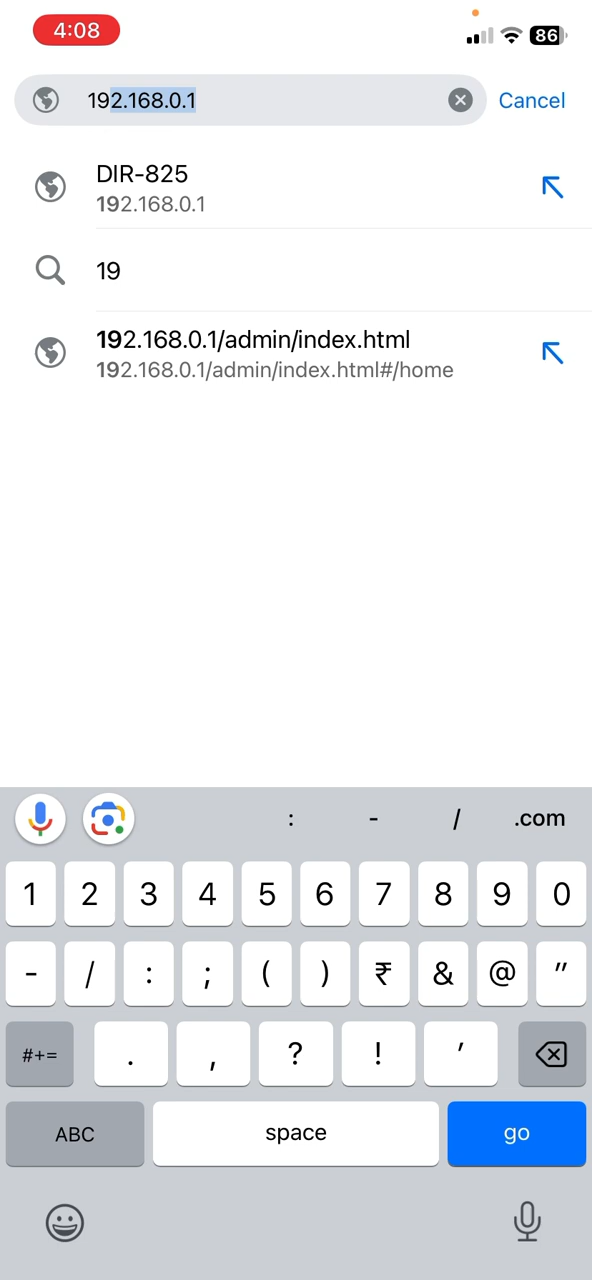 4:08
86
192.168.0.1
Cancel
DIR-825
192.168.0.1
19
192.168.0.1/admin/index.html
192.168.0.1/admin/index.html#/home
: - / .com
1 2 3 4 5 6 7 8 9 0
- / : ; ( ) ₹ & @ "
#+= . , ? ! '
ABC space go